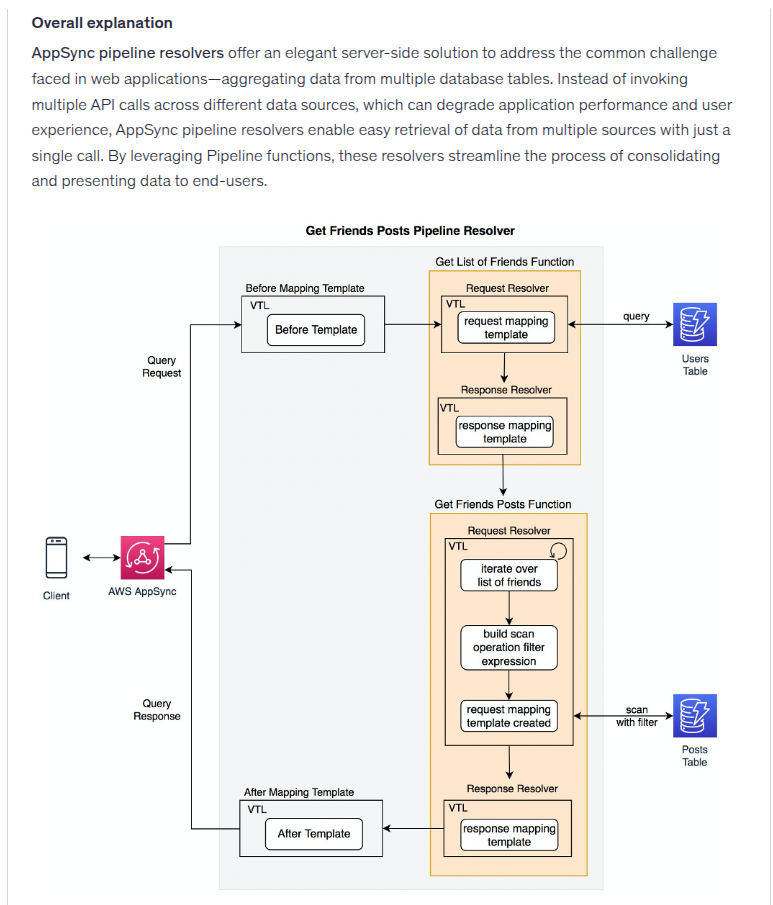 Overall explanation
AppSync pipeline resolvers offer an elegant server-side solution to address the common challenge
faced in web applications—aggregating data from multiple database tables. Instead of invoking
multiple API calls across different data sources, which can degrade application performance and user
experience, AppSync pipeline resolvers enable easy retrieval of data from multiple sources with just a
single call. By leveraging Pipeline functions, these resolvers streamline the process of consolidating
and presenting data to end-users.
Get Friends Posts Pipeline Resolver
Get List of Friends Function
Before Mapping Template
VTL
Before Template
Request Resolver
VTL
request mapping
template
query
Users
Table
Query
Request
Response Resolver
VTL
response mapping
template
Get Friends Posts Function
Request Resolver
VTL
iterate over
list of friends
Client
AWS AppSync
build scan
operation filter
expression
request mapping
template created
scan
with filter
Posts
Table
Query
Response
Response Resolver
VTL
response mapping
template
After Mapping Template
VTL
After Template